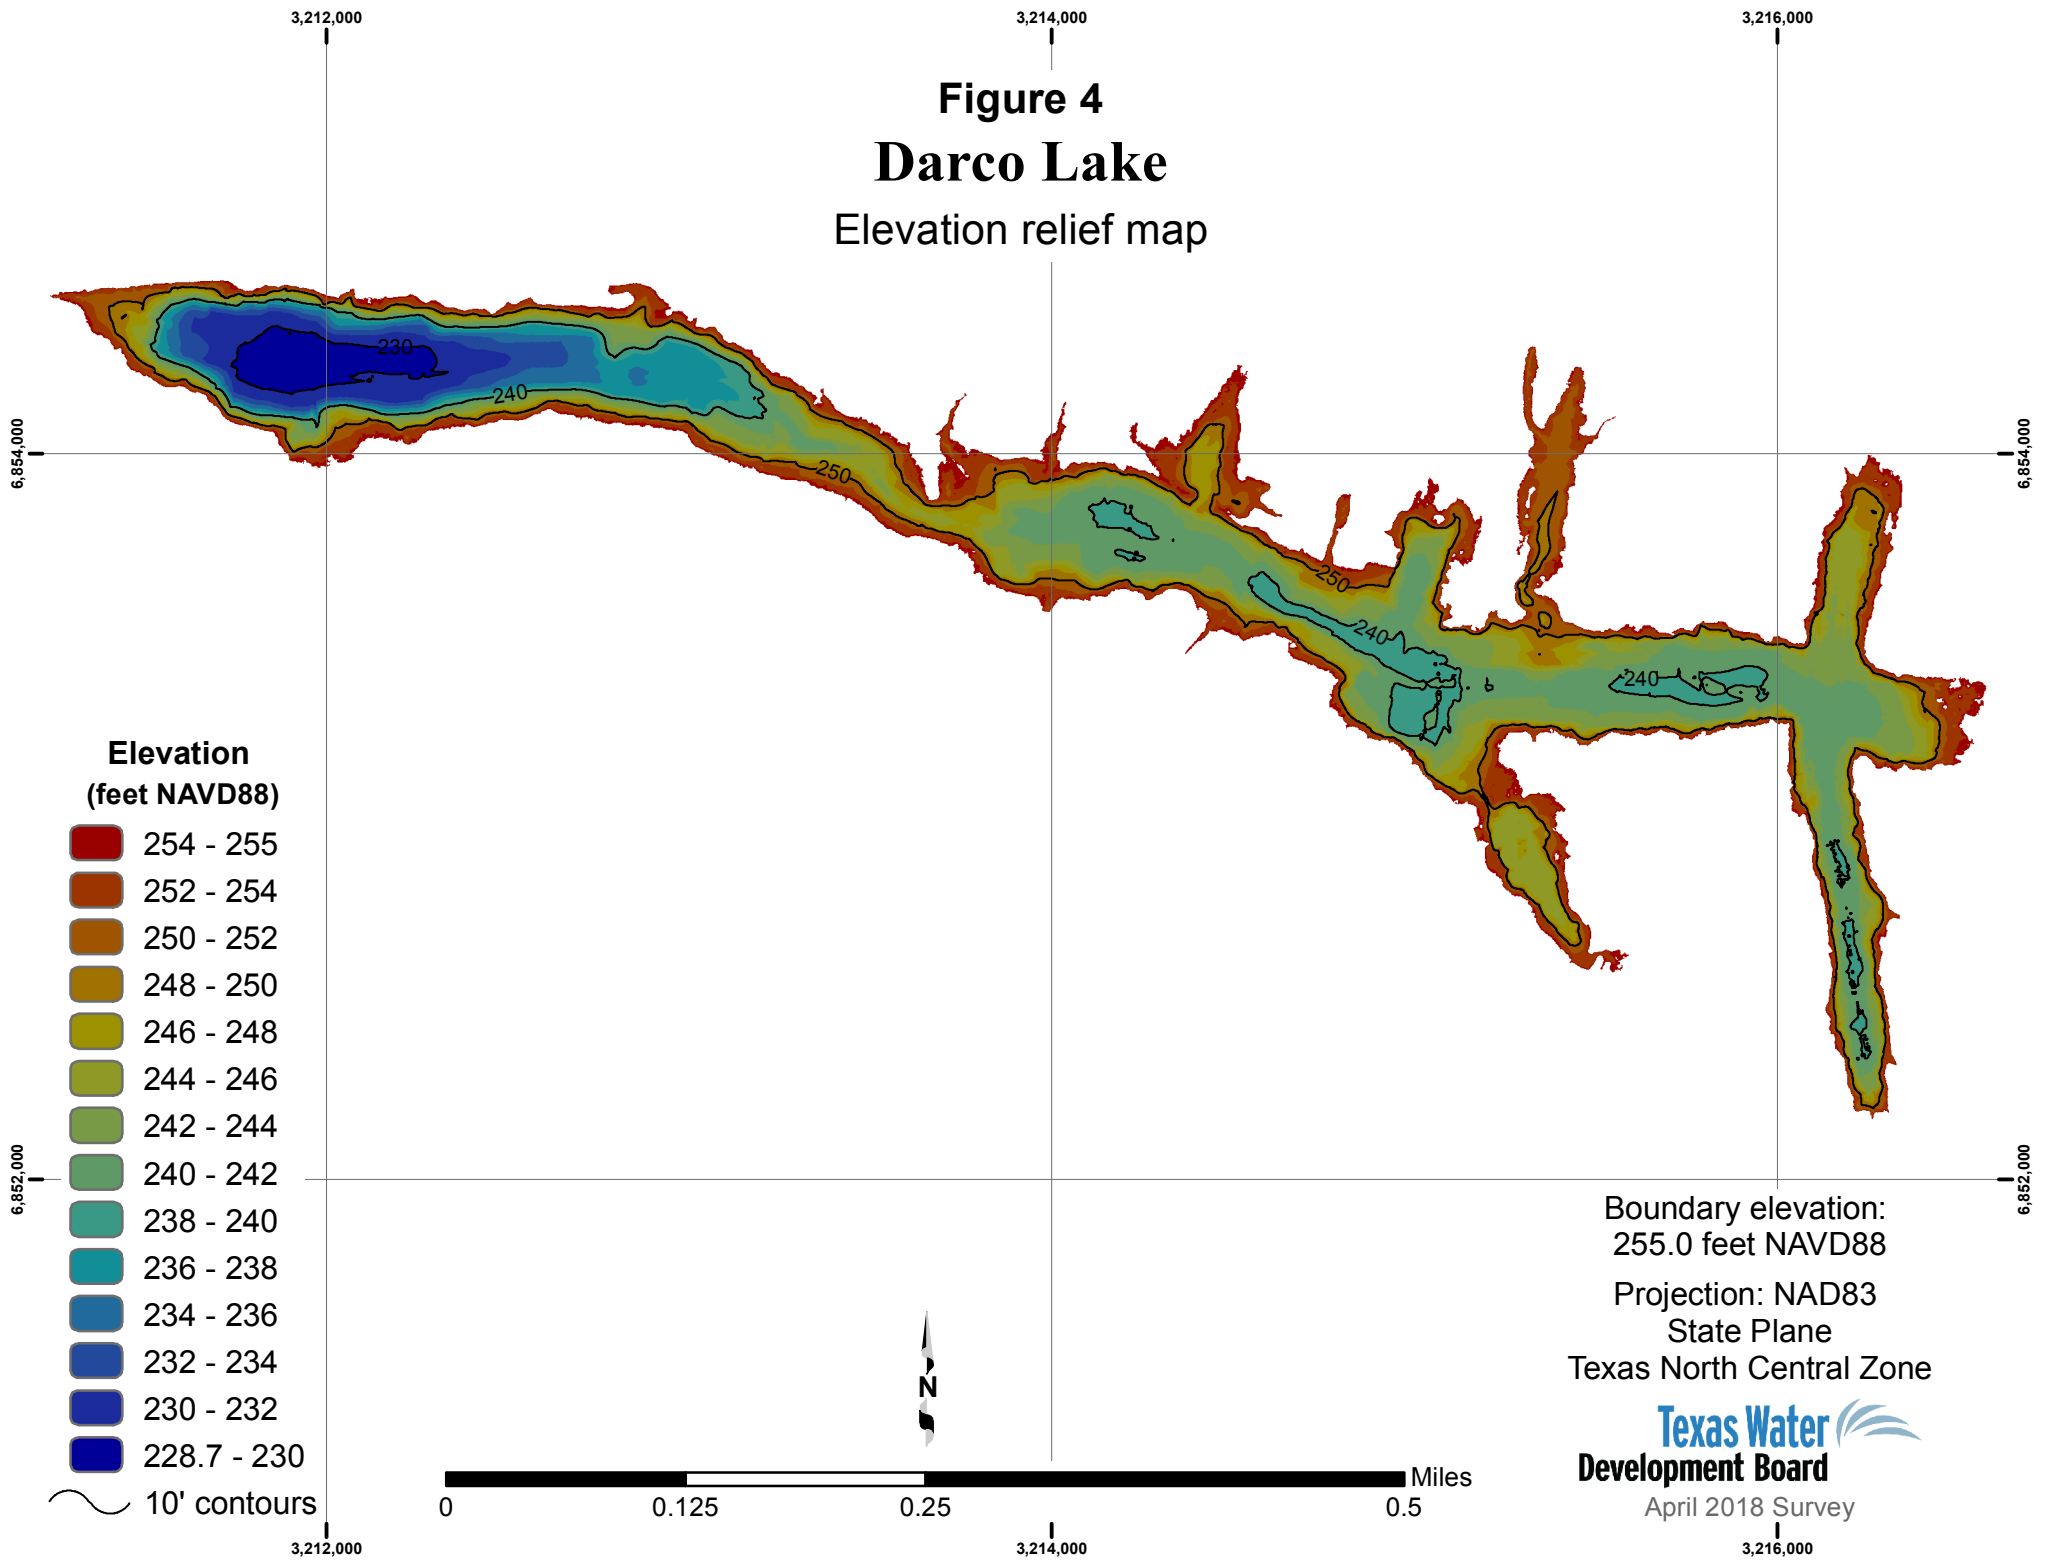 3,212,000
3,214,000
3,216,000
Figure 4
Darco Lake
Elevation relief map
230
240
250
250
240
240
6,854,000
6,854,000
Elevation
(feet NAVD88)
254 - 255
252 - 254
250 - 252
248 - 250
246 - 248
244 - 246
242 - 244
240 - 242
238 - 240
236 - 238
234 - 236
232 - 234
230 - 232
228.7 - 230
10' contours
6,852,000
6,852,000
Boundary elevation:
255.0 feet NAVD88
Projection: NAD83
State Plane
Texas North Central Zone
Texas Water
Development Board
April 2018 Survey
N
Miles
0
0.125
0.25
0.5
3,212,000
3,214,000
3,216,000